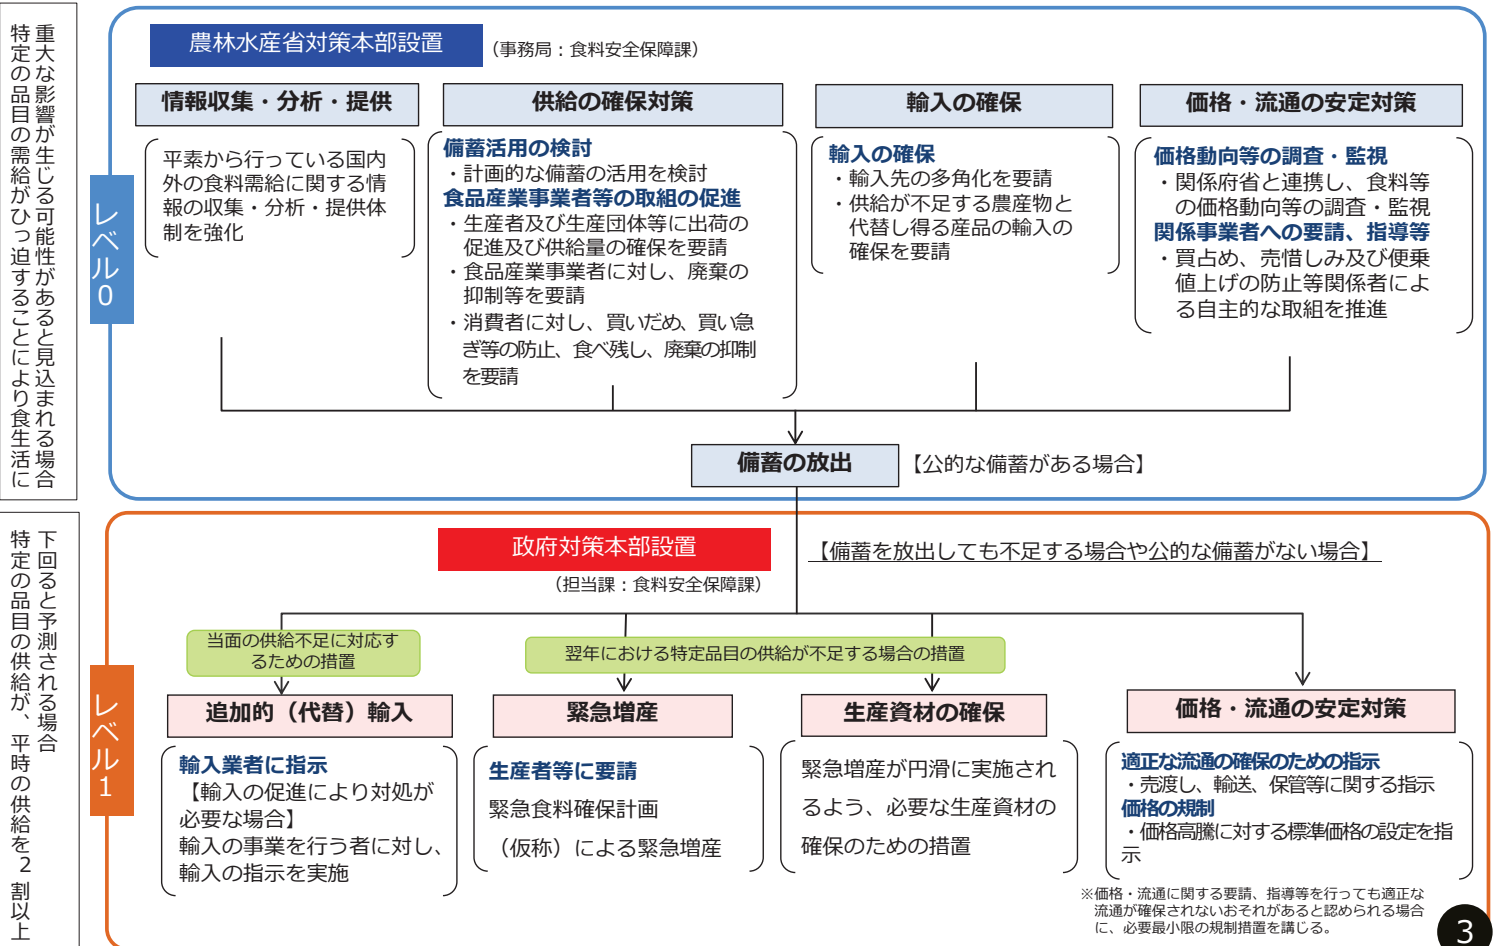 特定の品目の需給がひっ迫することにより食生活に
重大な影響が生じる可能性があると見込まれる場合
レベル0
農林水産省対策本部設置
(事務局：食料安全保障課)
情報収集・分析・提供
平素から行っている国内
外の食料需給に関する情
報の収集・分析・提供体
制を強化
供給の確保対策
備蓄活用の検討
・計画的な備蓄の活用を検討
食品産業事業者等の取組の促進
・生産者及び生産団体等に出荷の
促進及び供給量の確保を要請
・食品産業事業者に対し、廃棄の
抑制等を要請
・消費者に対し、買いだめ、買い急
ぎ等の防止、食べ残し、廃棄の抑制
を要請
輸入の確保
輸入の確保
・輸入先の多角化を要請
・供給が不足する農産物と
代替し得る産品の輸入の
確保を要請
価格・流通の安定対策
価格動向等の調査・監視
・関係府省と連携し、食料等
の価格動向等の調査・監視
関係事業者への要請、指導等
・買占め、売惜しみ及び便乗
値上げの防止等関係者によ
る自主的な取組を推進
備蓄の放出
【公的な備蓄がある場合】
特定の品目の供給が、平時の供給を2割以上
下回ると予測される場合
レベル1
政府対策本部設置
(担当課：食料安全保障課)
【備蓄を放出しても不足する場合や公的な備蓄がない場合】
当面の供給不足に対応す
るための措置
翌年における特定品目の供給が不足する場合の措置
追加的（代替）輸入
輸入業者に指示
【輸入の促進により対処が
必要な場合】
輸入の事業を行う者に対し、
輸入の指示を実施
緊急増産
生産者等に要請
緊急食料確保計画
（仮称）による緊急増産
生産資材の確保
緊急増産が円滑に実施され
るよう、必要な生産資材の
確保のための措置
価格・流通の安定対策
適正な流通の確保のための指示
・売渡し、輸送、保管等に関する指示
価格の規制
・価格高騰に対する標準価格の設定を指
示
※価格・流通に関する要請、指導等を行っても適正な
流通が確保されないおそれがあると認められる場合
に、必要最小限の規制措置を講じる。
3